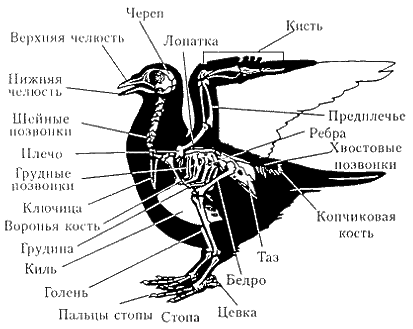 Череп
Верхняя челюсть
Лопатка
Кисть
Нижняя
челюсть
Шейные
позвонки
Предплечье
Ребра
Плечо
Хвостовые
позвонки
Грудные
позвонки
Ключица
Воронья кость
Копчиковая
кость
Грудина
Киль
Таз
Голень
Бедро
Пальцы стопы
Стопа
Цевка